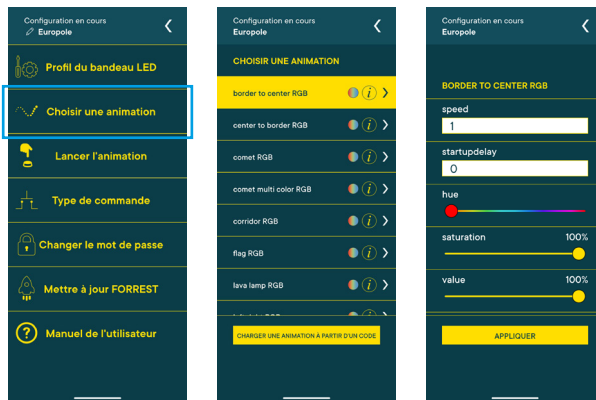 Configuration en cours
Europole
Profil du bandeau LED
Choisir une animation
Lancer l'animation
Type de commande
Changer le mot de passe
Mettre à jour FORREST
Manuel de l'utilisateur
Configuration en cours
Europole
CHOISIR UNE ANIMATION
border to center RGB
center to border RGB
comet RGB
comet multi color RGB
corridor RGB
flag RGB
lava lamp RGB
CHARGER UNE ANIMATION À PARTIR D'UN CODE
Configuration en cours
Europole
BORDER TO CENTER RGB
speed
1
startupdelay
0
hue
saturation 100%
value 100%
APPLIQUER